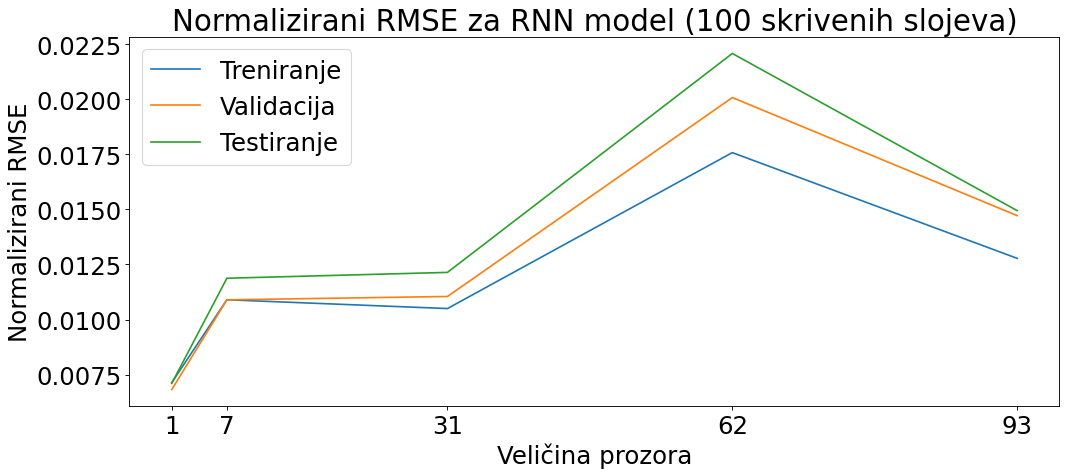 Normalizirani RMSE za RNN model (100 skrivenih slojeva)
Normalizirani RMSE
0.0225
0.0200
0.0175
0.0150
0.0125
0.0100
0.0075
Treniranje
Validacija
Testiranje
1 7 31 62 93
Veličina prozora